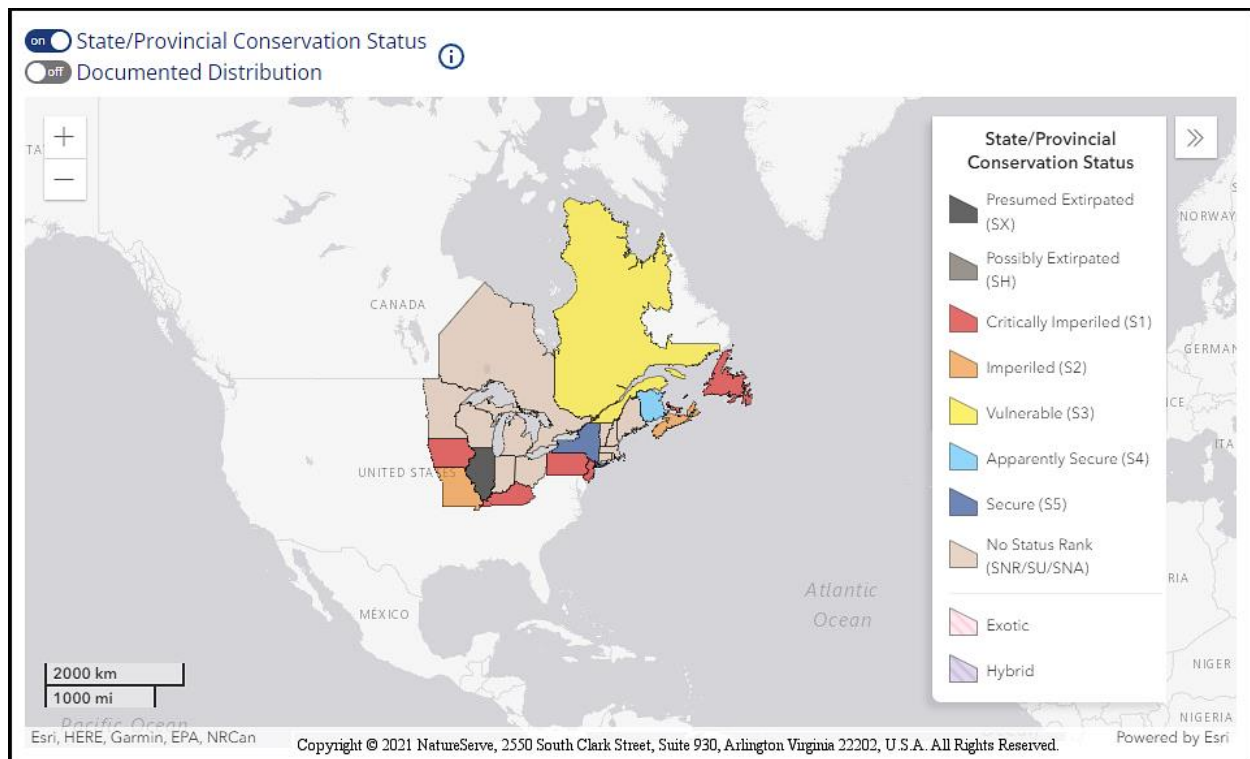 on State/Provincial Conservation Status
off Documented Distribution
i
+
−
TA
CANADA
UNITED STATES
MÉXICO
Atlantic
Ocean
Pacific Ocean
NORWAY
GERMAN
ICE
ITA
RIA
NIGER
NIGERIA
State/Provincial
Conservation Status
Presumed Extirpated
(SX)
Possibly Extirpated
(SH)
Critically Imperiled (S1)
Imperiled (S2)
Vulnerable (S3)
Apparently Secure (S4)
Secure (S5)
No Status Rank
(SNR/SU/SNA)
Exotic
Hybrid
2000 km
1000 mi
Esri, HERE, Garmin, EPA, NRCan
Copyright © 2021 NatureServe, 2550 South Clark Street, Suite 930, Arlington Virginia 22202, U.S.A. All Rights Reserved.
Powered by Esri